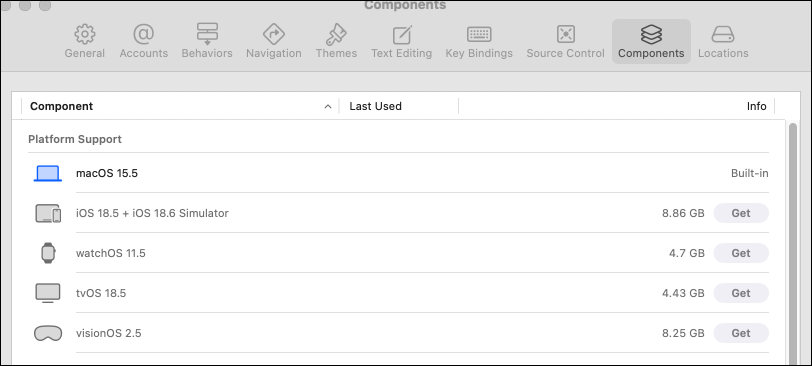 Components
General Accounts Behaviors Navigation Themes Text Editing Key Bindings Source Control Components Locations
Component Last Used Info
Platform Support
macOS 15.5 Built-in
iOS 18.5 + iOS 18.6 Simulator 8.86 GB Get
watchOS 11.5 4.7 GB Get
tvOS 18.5 4.43 GB Get
visionOS 2.5 8.25 GB Get